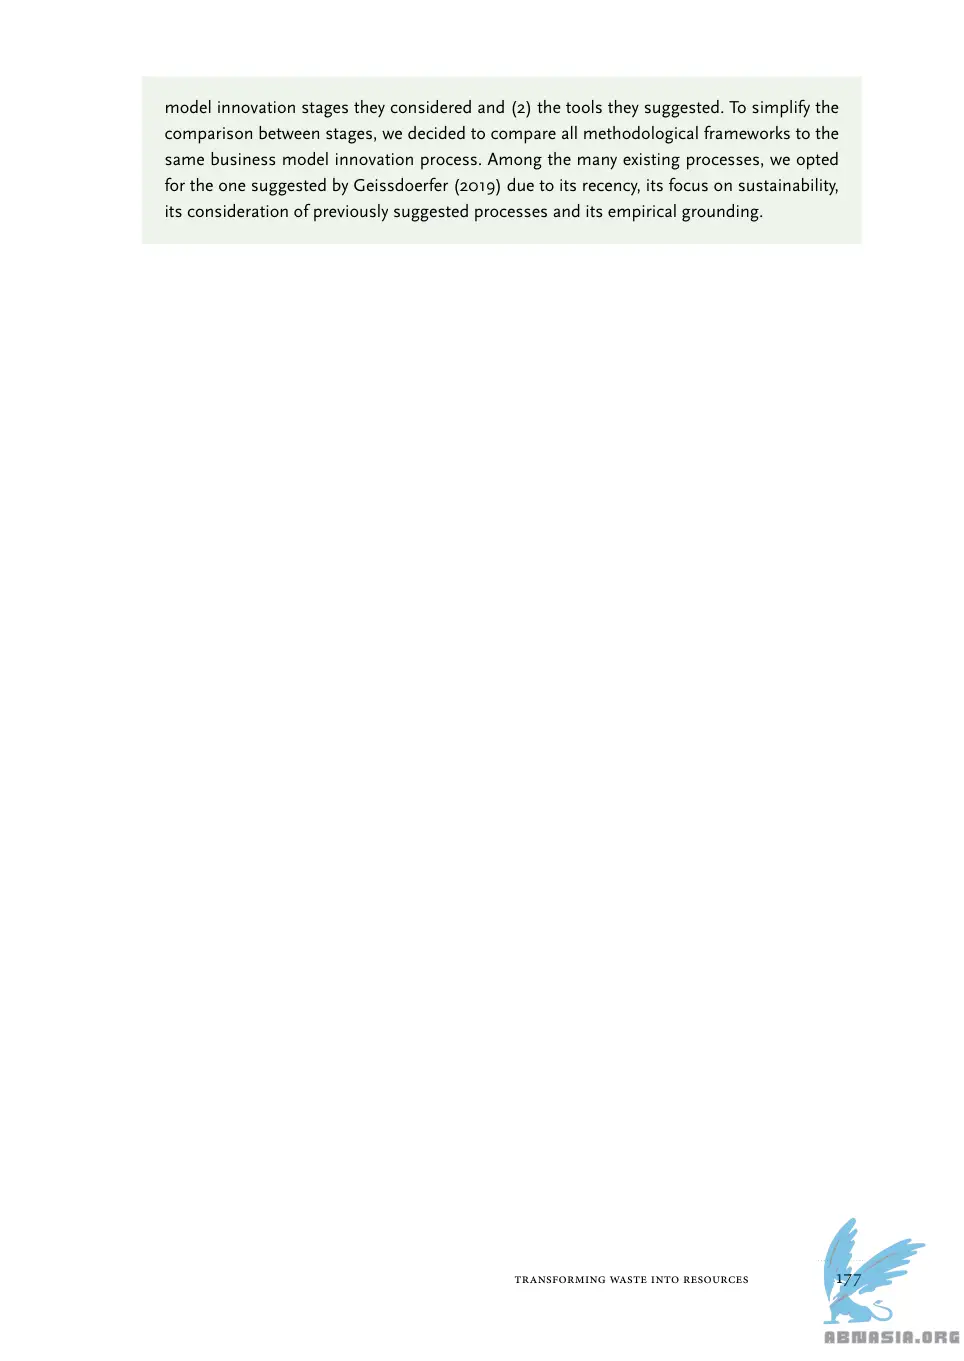 model innovation stages they considered and (2) the tools they suggested. To simplify the
comparison between stages, we decided to compare all methodological frameworks to the
same business model innovation process. Among the many existing processes, we opted
for the one suggested by Geissdoerfer (2019) due to its recency, its focus on sustainability,
its consideration of previously suggested processes and its empirical grounding.
TRANSFORMING WASTE INTO RESOURCES 177
ABNASIA.ORG